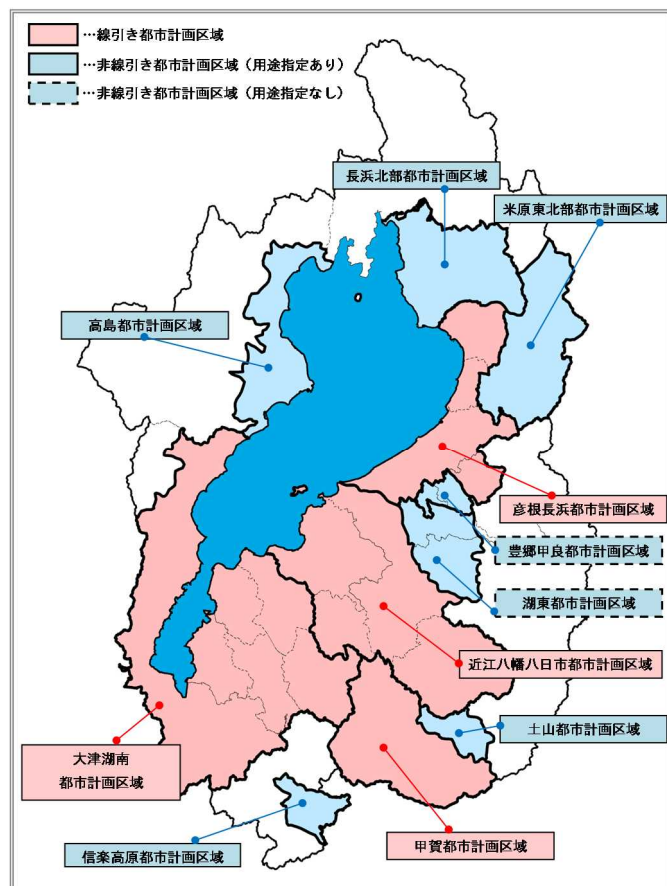 …線引き都市計画区域
…非線引き都市計画区域（用途指定あり）
…非線引き都市計画区域（用途指定なし）
長浜北部都市計画区域
米原東北部都市計画区域
高島都市計画区域
彦根長浜都市計画区域
豊郷甲良都市計画区域
湖東都市計画区域
近江八幡八日市都市計画区域
土山都市計画区域
大津湖南
都市計画区域
甲賀都市計画区域
信楽高原都市計画区域